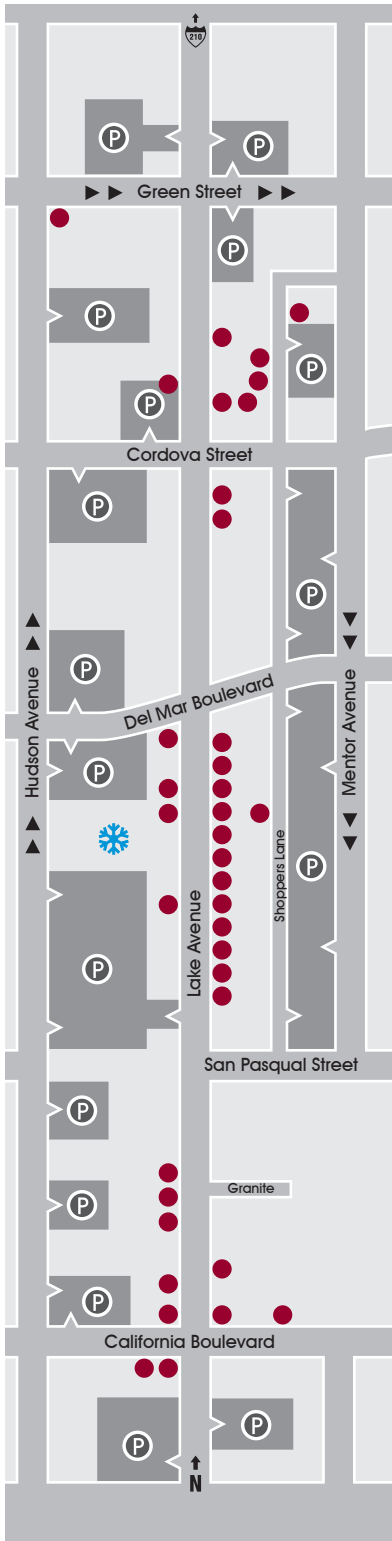 210
P
P
Green Street
P
P
P
P
Cordova Street
P
P
P
Del Mar Boulevard
Hudson Avenue
Mentor Avenue
P
Shoppers Lane
P
Lake Avenue
P
San Pasqual Street
P
Granite
P
P
California Boulevard
P
P
N